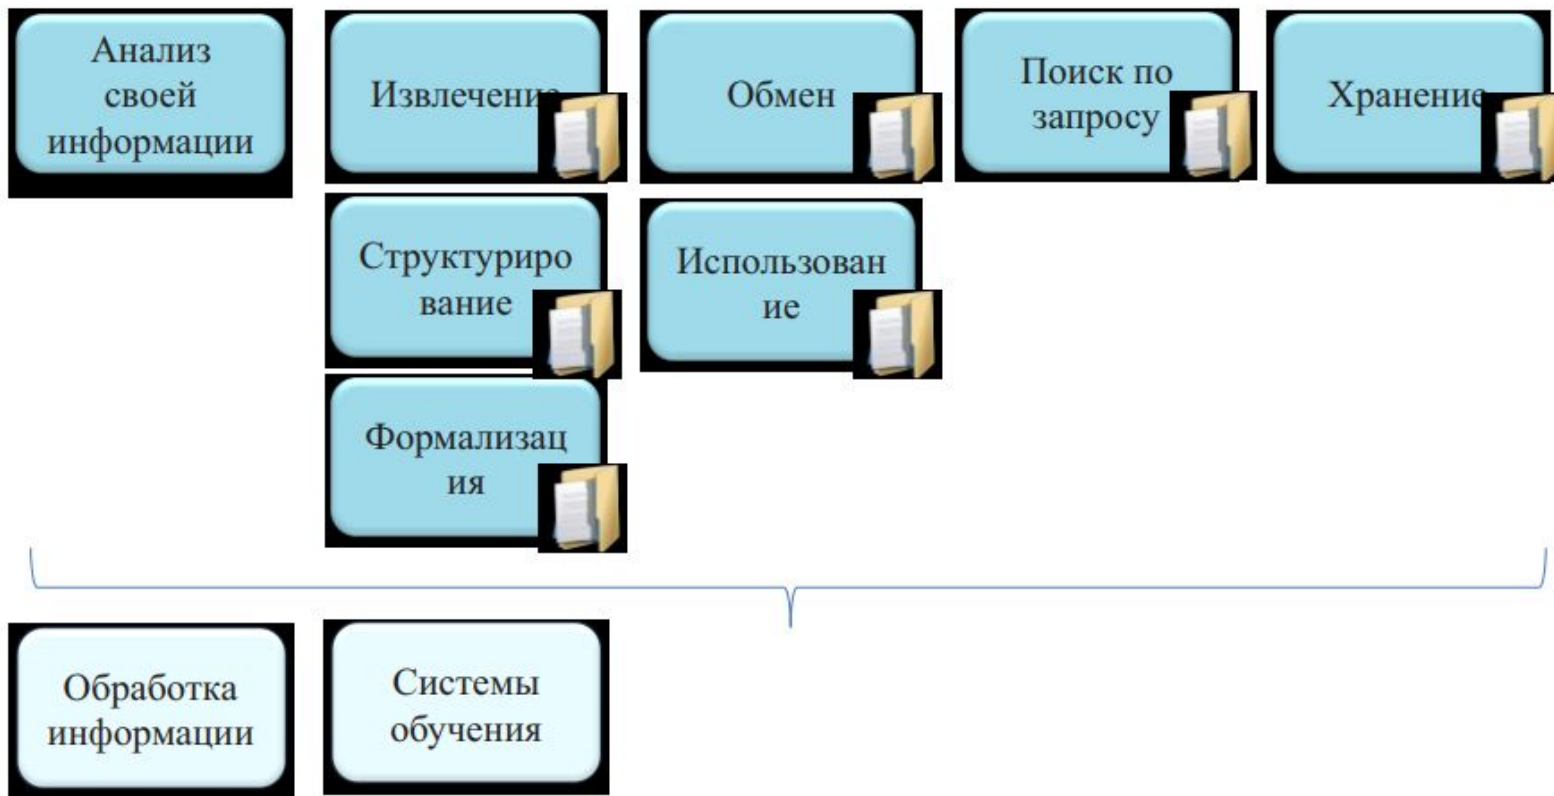 Анализ
своей
информации
Извлечение
Обмен
Поиск по
запросу
Хранение
Структуриро
вание
Использован
ие
Формализац
ия
Обработка
информации
Системы
обучения